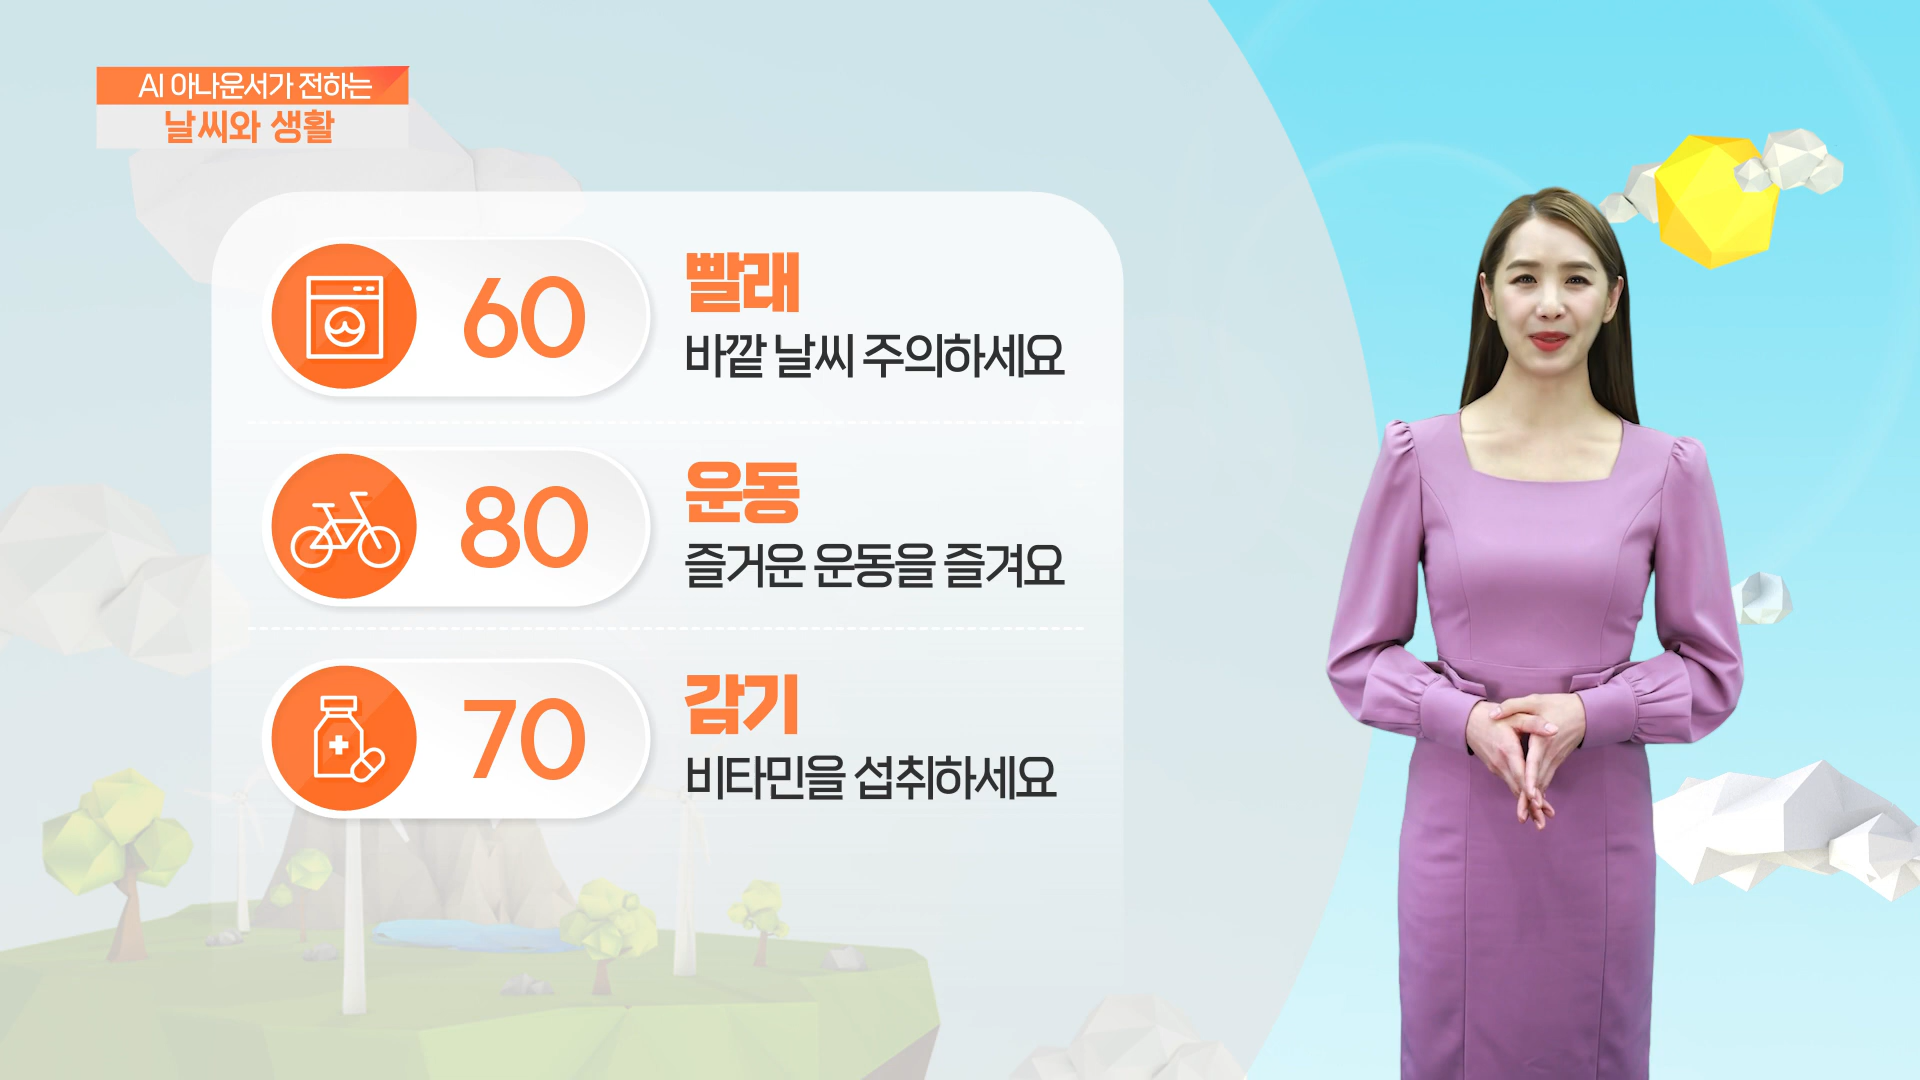 AI 아나운서가 전하는
날씨와 생활
60
빨래
바깥 날씨 주의하세요
80
운동
즐거운 운동을 즐겨요
70
감기
비타민을 섭취하세요